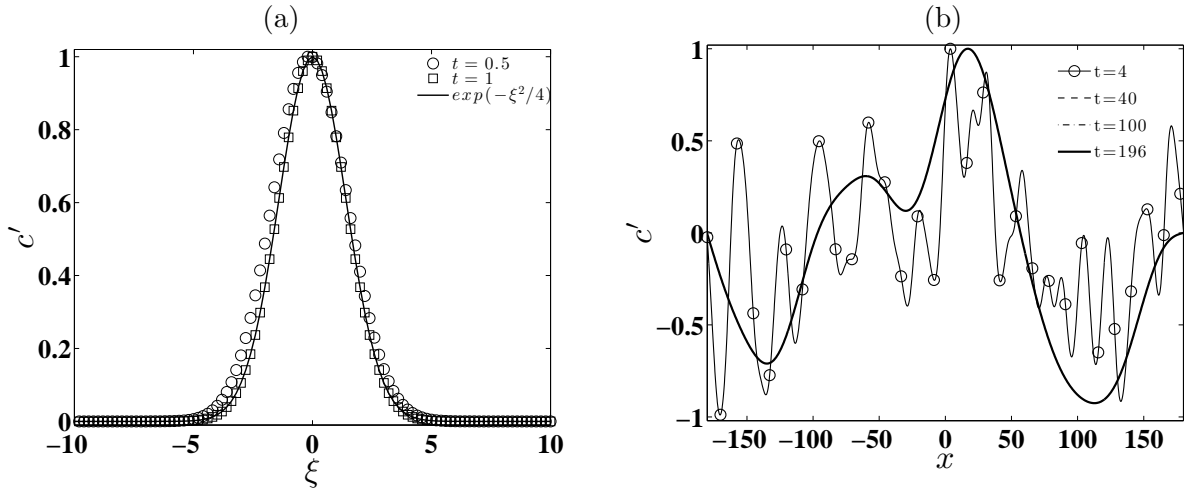 (a)
1
0.8
0.6
0.4
0.2
0
c′
−10
−5
0
5
10
ξ
t = 0.5
t = 1
exp(−ξ²/4)
(b)
1
0.5
0
−0.5
−1
c′
−150
−100
−50
0
50
100
150
x
t=4
t=40
t=100
t=196